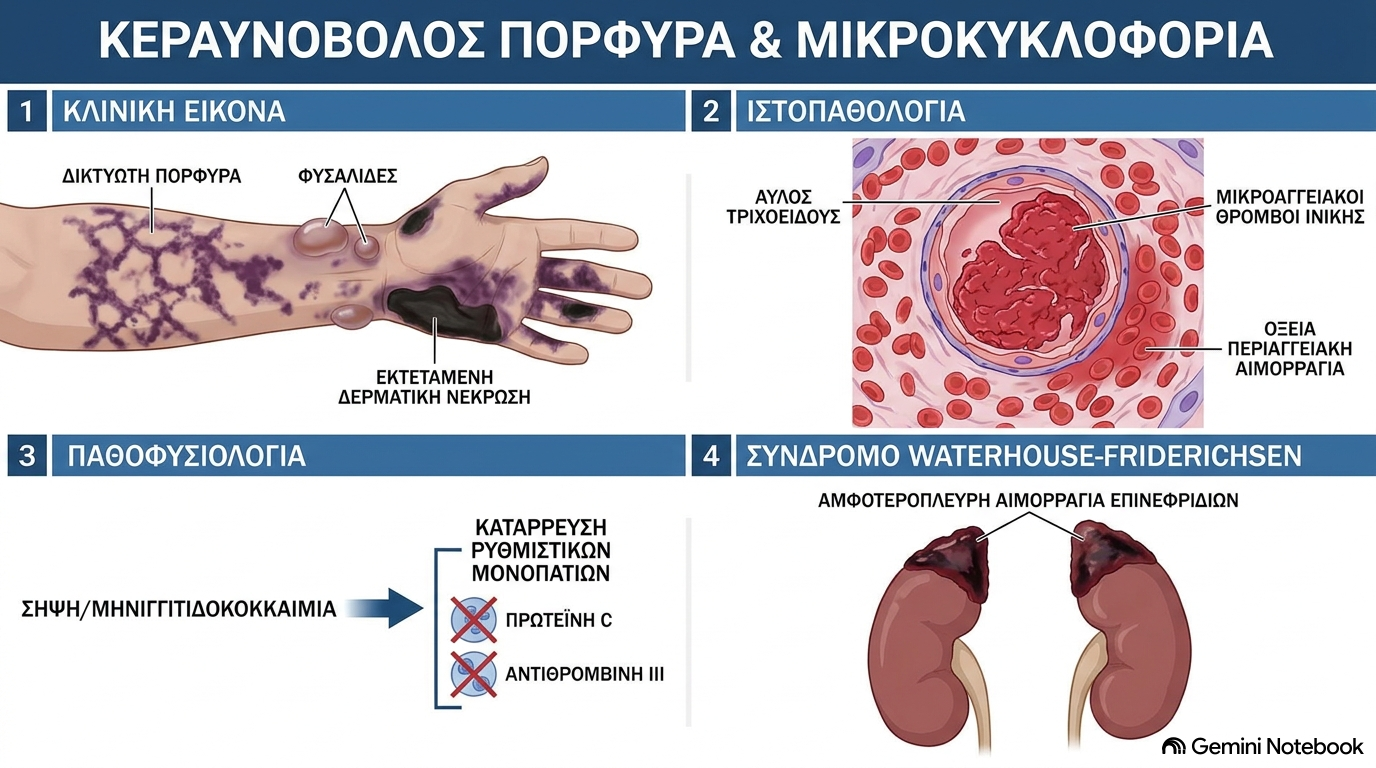 ΚΕΡΑΥΝΟΒΟΛΟΣ ΠΟΡΦΥΡΑ & ΜΙΚΡΟΚΥΚΛΟΦΟΡΙΑ
1 ΚΛΙΝΙΚΗ ΕΙΚΟΝΑ
ΔΙΚΤΥΩΤΗ ΠΟΡΦΥΡΑ
ΦΥΣΑΛΙΔΕΣ
ΕΚΤΕΤΑΜΕΝΗ
ΔΕΡΜΑΤΙΚΗ ΝΕΚΡΩΣΗ
2 ΙΣΤΟΠΑΘΟΛΟΓΙΑ
ΑΥΛΟΣ
ΤΡΙΧΟΕΙΔΟΥΣ
ΜΙΚΡΟΑΓΓΕΙΑΚΟΙ
ΘΡΟΜΒΟΙ ΙΝΙΚΗΣ
ΟΞΕΙΑ
ΠΕΡΙΑΓΓΕΙΑΚΗ
ΑΙΜΟΡΡΑΓΙΑ
3 ΠΑΘΟΦΥΣΙΟΛΟΓΙΑ
ΣΗΨΗ/ΜΗΝΙΓΓΙΤΙΔΟΚΟΚΚΑΙΜΙΑ
ΚΑΤΑΡΡΕΥΣΗ
ΡΥΘΜΙΣΤΙΚΩΝ
ΜΟΝΟΠΑΤΙΩΝ
ΠΡΩΤΕΪΝΗ C
ΑΝΤΙΘΡΟΜΒΙΝΗ III
4 ΣΥΝΔΡΟΜΟ WATERHOUSE-FRIDERICHSEN
ΑΜΦΟΤΕΡΟΠΛΕΥΡΗ ΑΙΜΟΡΡΑΓΙΑ ΕΠΙΝΕΦΡΙΔΙΩΝ
Gemini Notebook